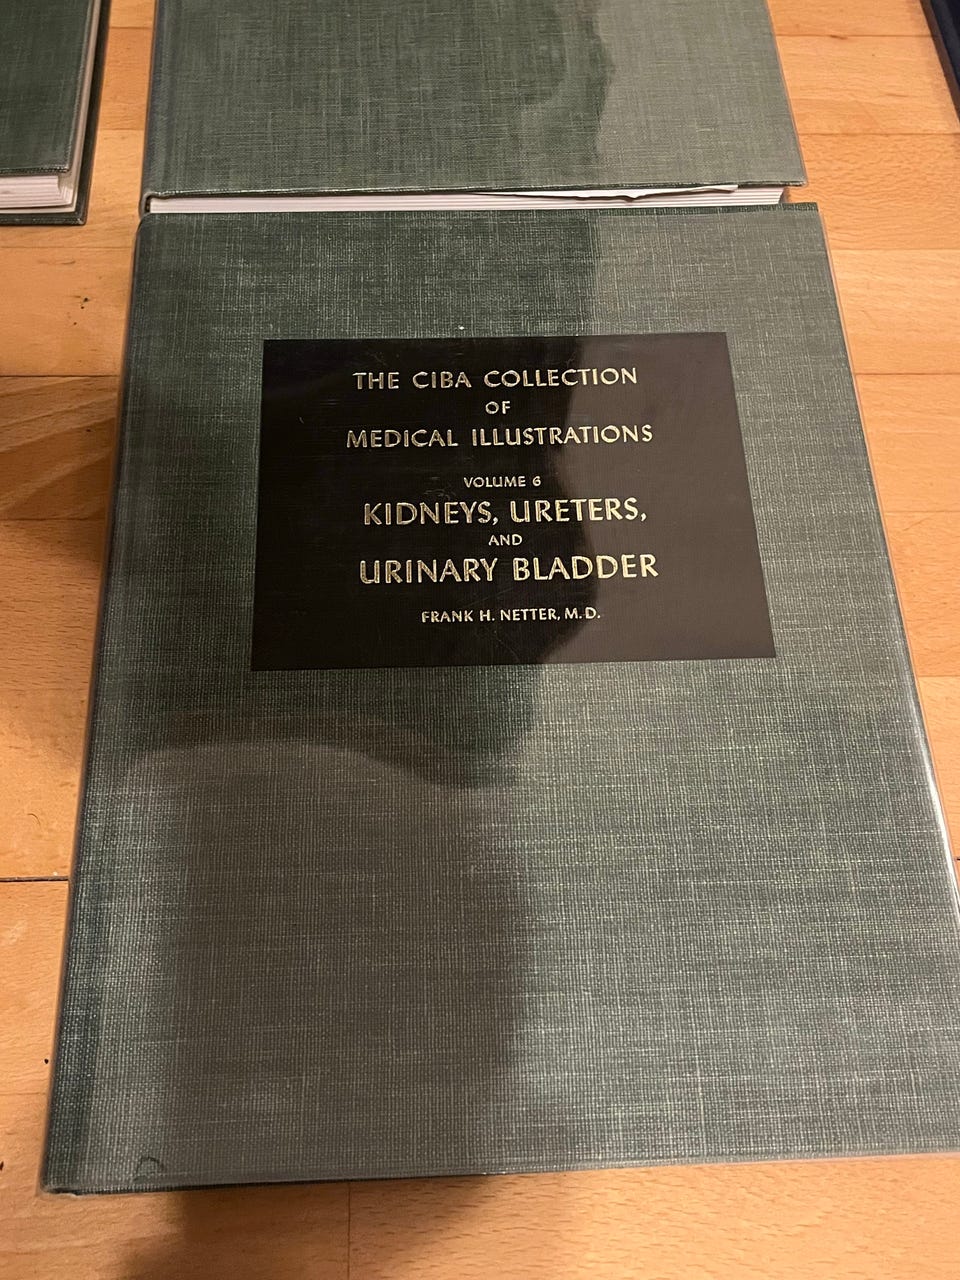 THE CIBA COLLECTION
OF
MEDICAL ILLUSTRATIONS
VOLUME 6
KIDNEYS, URETERS,
AND
URINARY BLADDER
FRANK H. NETTER, M.D.